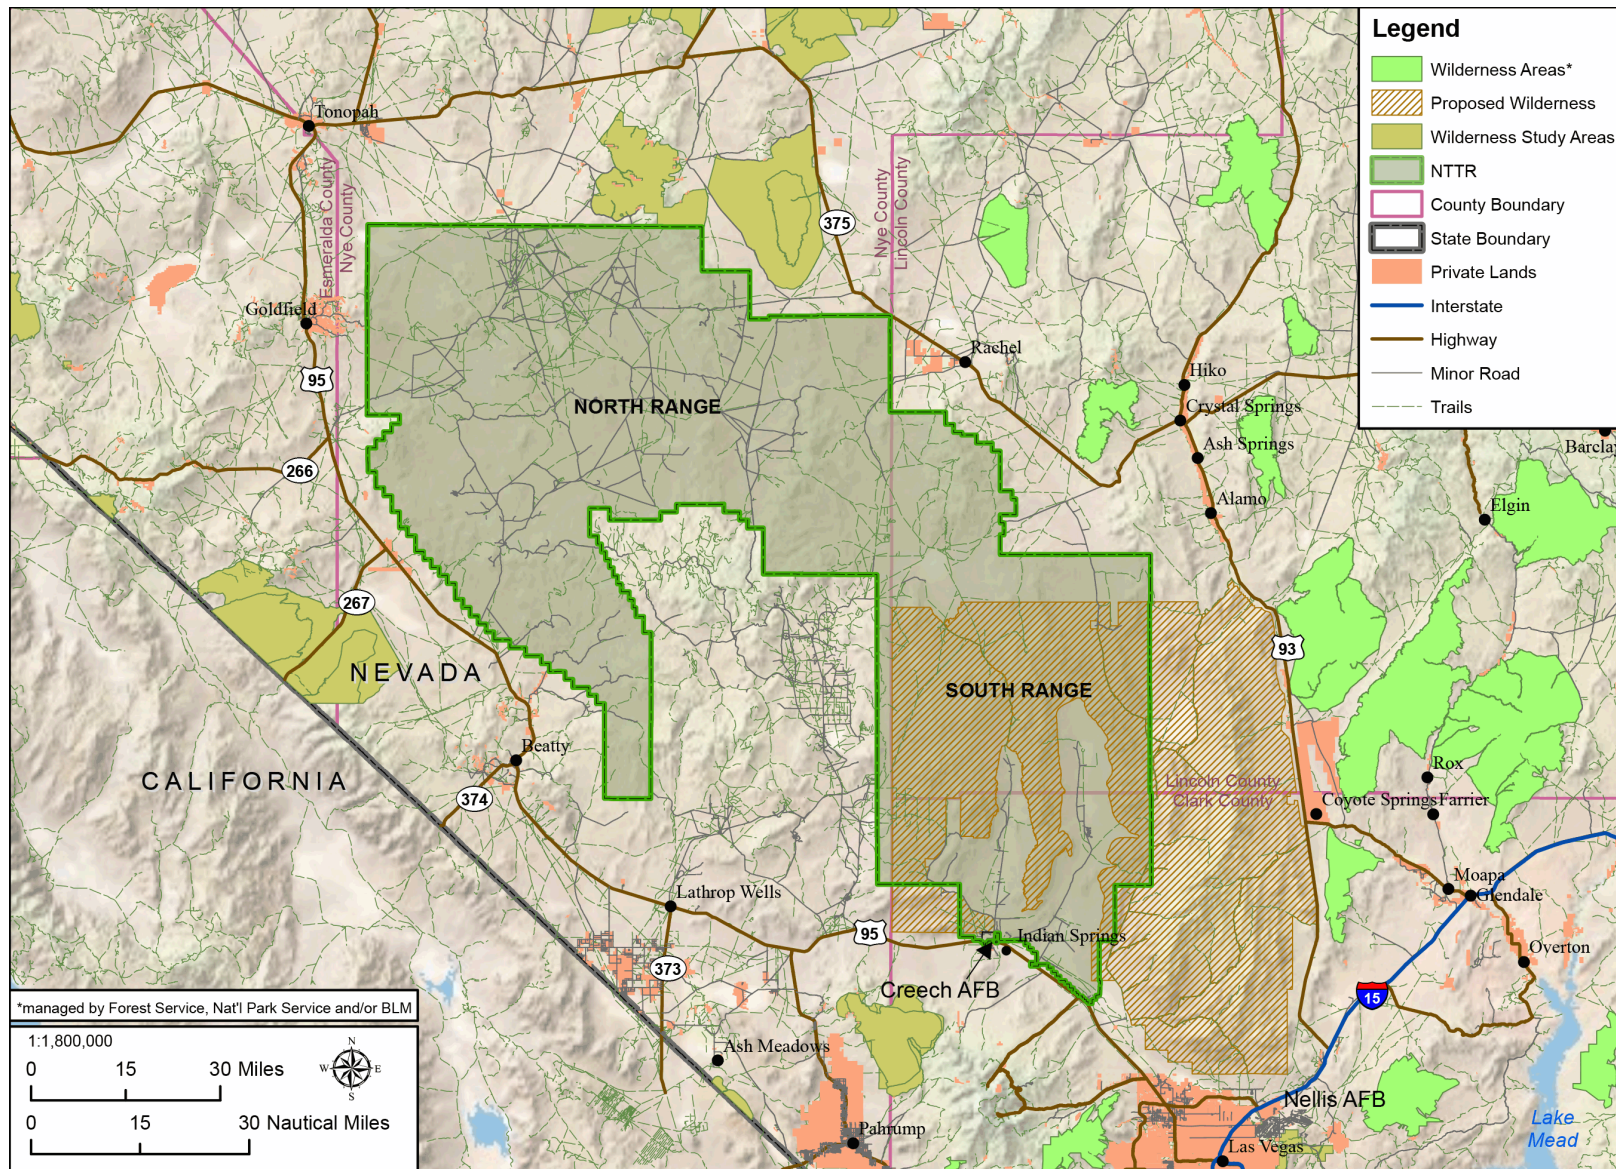 Legend
Wilderness Areas*
Proposed Wilderness
Wilderness Study Areas
NTTR
County Boundary
State Boundary
Private Lands
Interstate
Highway
Minor Road
Trails
Tonopah
Esmeralda County
Nye County
375
Nye County
Lincoln County
Goldfield
95
Rachel
Hiko
NORTH RANGE
Crystal Springs
Ash Springs
Barclay
266
Alamo
Elgin
267
93
NEVADA
SOUTH RANGE
Beatty
CALIFORNIA
Lincoln County
Clark County
Rox
374
Coyote Springs
Farrier
Moapa
Glendale
Lathrop Wells
95
Indian Springs
Overton
373
Creech AFB
15
*managed by Forest Service, Nat'l Park Service and/or BLM
1:1,800,000
0 15 30 Miles
0 15 30 Nautical Miles
N
W E
S
Ash Meadows
Nellis AFB
Pahrump
Las Vegas
Lake
Mead